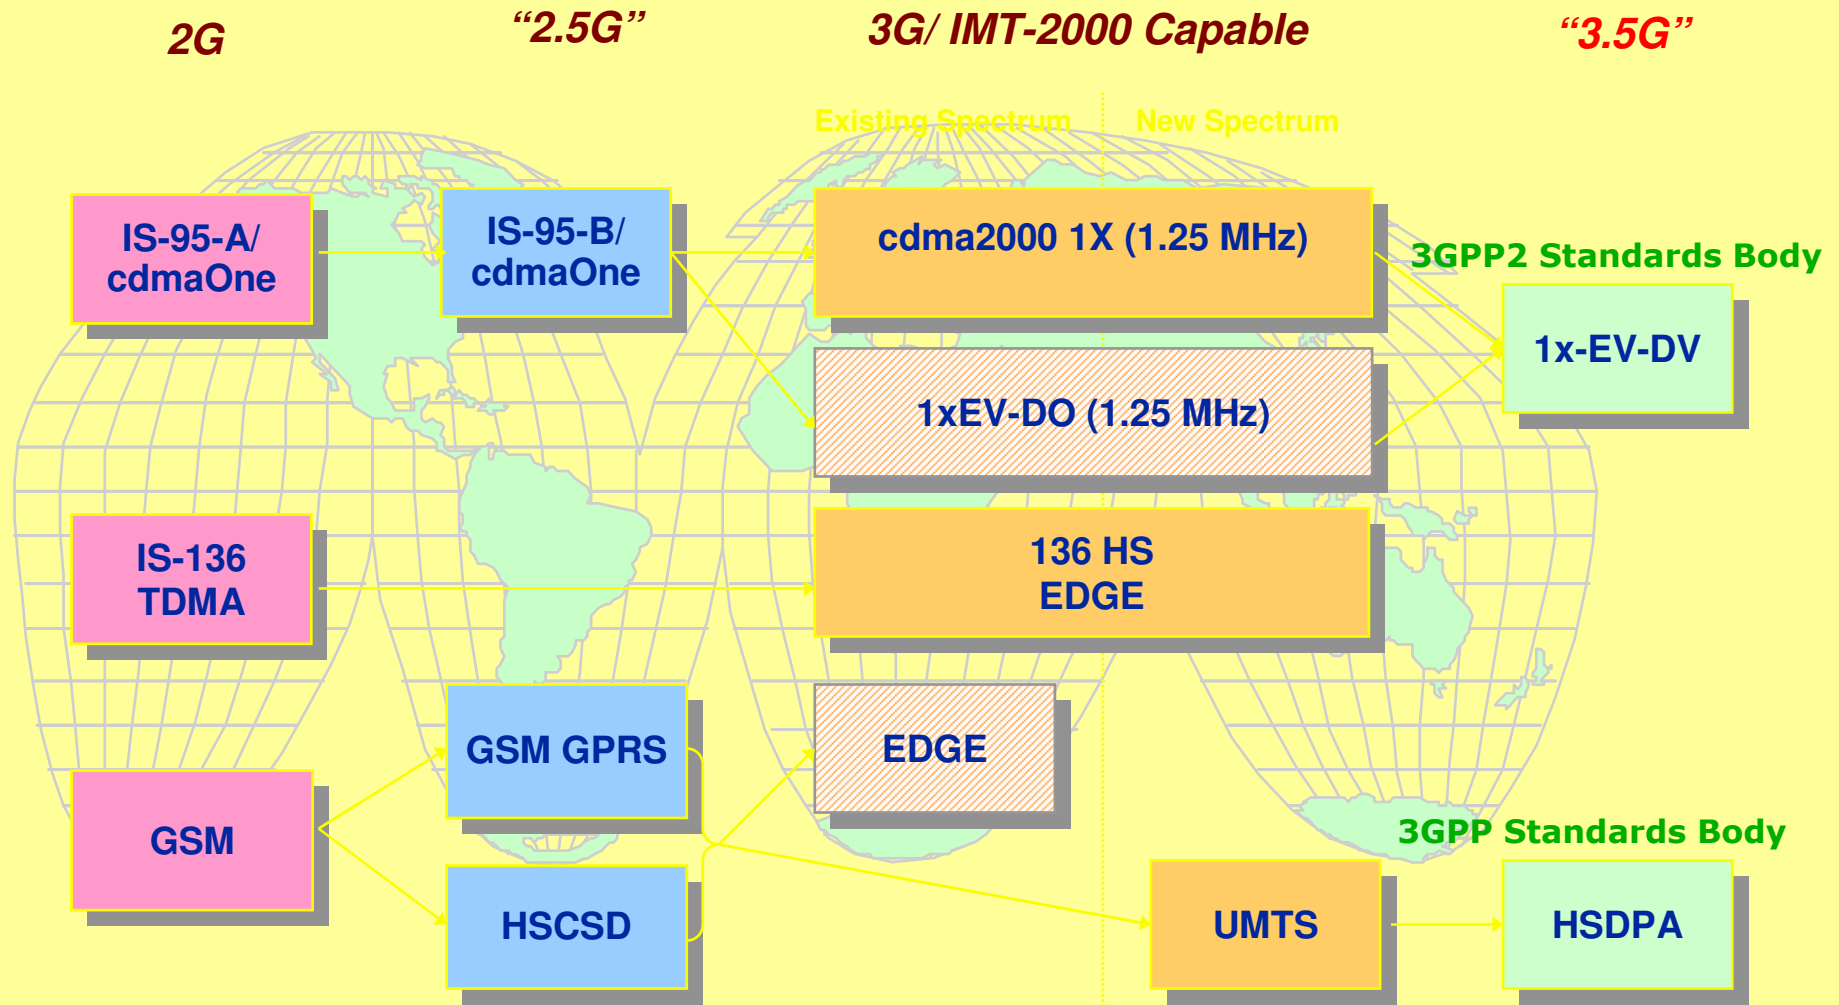 2G
“2.5G”
3G/ IMT-2000 Capable
“3.5G”
Existing Spectrum
New Spectrum
IS-95-A/
cdmaOne
IS-95-B/
cdmaOne
cdma2000 1X (1.25 MHz)
3GPP2 Standards Body
1x-EV-DV
1xEV-DO (1.25 MHz)
IS-136
TDMA
136 HS
EDGE
GSM GPRS
EDGE
GSM
3GPP Standards Body
HSCSD
UMTS
HSDPA